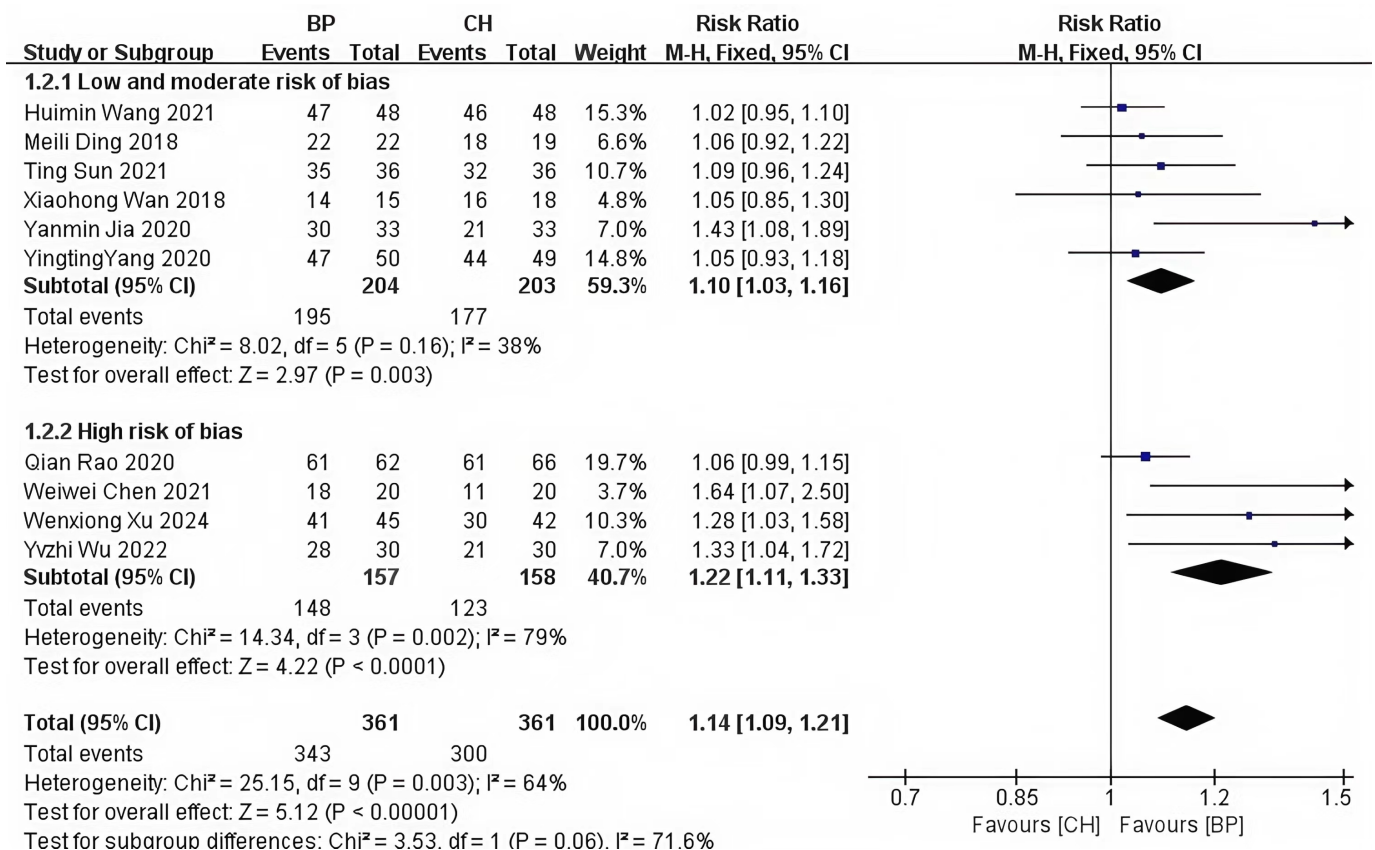 BP CH Risk Ratio Risk Ratio
Study or Subgroup Events Total Events Total Weight M-H, Fixed, 95% CI M-H, Fixed, 95% CI
1.2.1 Low and moderate risk of bias
Huimin Wang 2021 47 48 46 48 15.3% 1.02 [0.95, 1.10]
Meili Ding 2018 22 22 18 19 6.6% 1.06 [0.92, 1.22]
Ting Sun 2021 35 36 32 36 10.7% 1.09 [0.96, 1.24]
Xiaohong Wan 2018 14 15 16 18 4.8% 1.05 [0.85, 1.30]
Yanmin Jia 2020 30 33 21 33 7.0% 1.43 [1.08, 1.89]
YingtingYang 2020 47 50 44 49 14.8% 1.05 [0.93, 1.18]
Subtotal (95% CI) 204 203 59.3% 1.10 [1.03, 1.16]
Total events 195 177
Heterogeneity: Chi² = 8.02, df = 5 (P = 0.16); I² = 38%
Test for overall effect: Z = 2.97 (P = 0.003)
1.2.2 High risk of bias
Qian Rao 2020 61 62 61 66 19.7% 1.06 [0.99, 1.15]
Weiwei Chen 2021 18 20 11 20 3.7% 1.64 [1.07, 2.50]
Wenxiong Xu 2024 41 45 30 42 10.3% 1.28 [1.03, 1.58]
Yvzhi Wu 2022 28 30 21 30 7.0% 1.33 [1.04, 1.72]
Subtotal (95% CI) 157 158 40.7% 1.22 [1.11, 1.33]
Total events 148 123
Heterogeneity: Chi² = 14.34, df = 3 (P = 0.002); I² = 79%
Test for overall effect: Z = 4.22 (P < 0.0001)
Total (95% CI) 361 361 100.0% 1.14 [1.09, 1.21]
Total events 343 300
Heterogeneity: Chi² = 25.15, df = 9 (P = 0.003); I² = 64%
Test for overall effect: Z = 5.12 (P < 0.00001)
Test for subgroup differences: Chi² = 3.53, df = 1 (P = 0.06), I² = 71.6%
0.7 0.85 1 1.2 1.5
Favours [CH] Favours [BP]